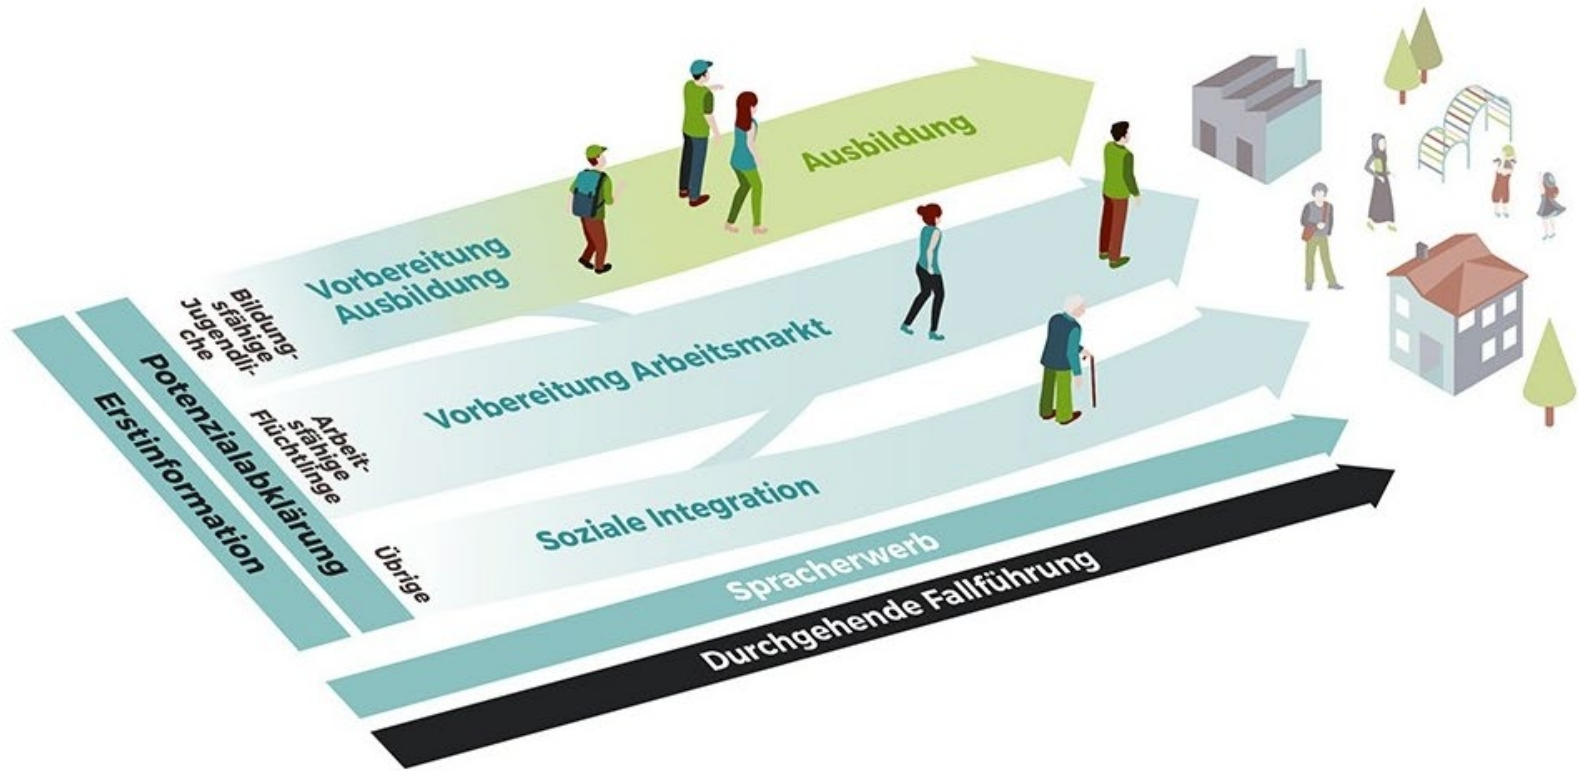 Erstinformation
Potenzialabklärung
Bildung-
sfähige
Jugendli-
che
Vorbereitung
Ausbildung
Ausbildung
Arbeit-
sfähige
Flüchtlinge
Vorbereitung Arbeitsmarkt
Übrige
Soziale Integration
Spracherwerb
Durchgehende Fallführung